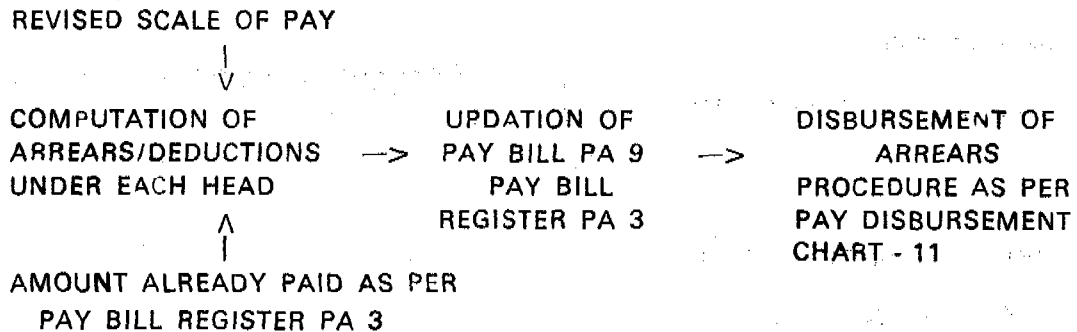 REVISED SCALE OF PAY
COMPUTATION OF
ARREARS/DEDUCTIONS
UNDER EACH HEAD
—>
UPDATION OF
PAY BILL PA 9
PAY BILL
REGISTER PA 3
—>
DISBURSEMENT OF
ARREARS
PROCEDURE AS PER
PAY DISBURSEMENT
CHART - 11
AMOUNT ALREADY PAID AS PER
PAY BILL REGISTER PA 3